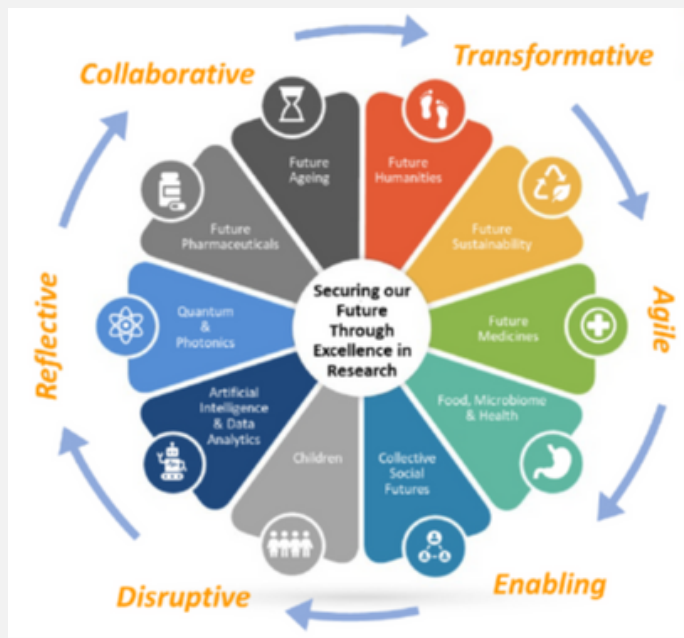 Collaborative
Transformative
Agile
Enabling
Disruptive
Reflective
Securing our
Future
Through
Excellence in
Research
Future
Ageing
Future
Humanities
Future
Sustainability
Future
Medicines
Food, Microbiome
& Health
Collective
Social
Futures
Children
Artificial
Intelligence
& Data
Analytics
Quantum
&
Photonics
Future
Pharmaceuticals